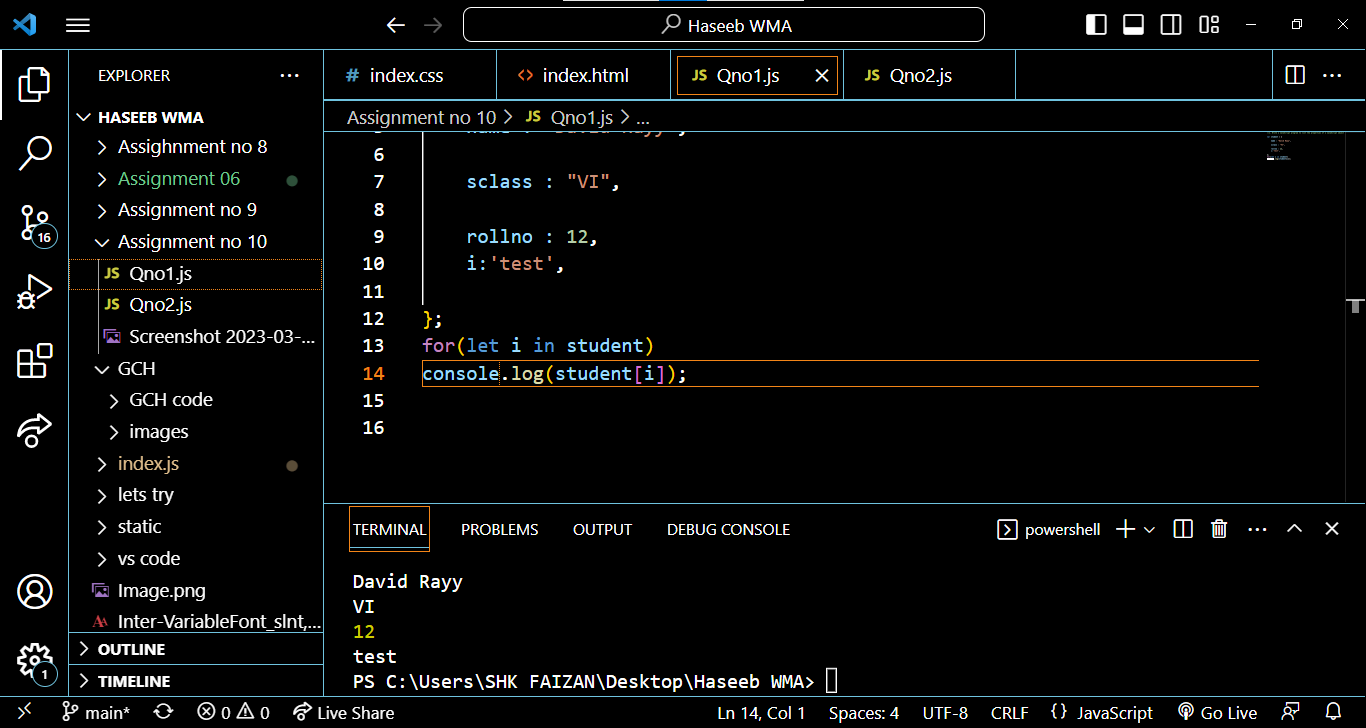 Haseeb WMA
EXPLORER
HASEEB WMA
Assighnment no 8
Assignment 06
Assignment no 9
Assignment no 10
JS Qno1.js
JS Qno2.js
Screenshot 2023-03-...
GCH
GCH code
images
index.js
lets try
static
vs code
Image.png
Inter-VariableFont_slnt,...
OUTLINE
TIMELINE
16
1
# index.css
<> index.html
JS Qno1.js
JS Qno2.js
Assignment no 10 > JS Qno1.js > ...
6
7 sclass : "VI",
8
9 rollno : 12,
10 i:'test',
11
12 };
13 for(let i in student)
14 console.log(student[i]);
15
16
TERMINAL PROBLEMS OUTPUT DEBUG CONSOLE
powershell
David Rayy
VI
12
test
PS C:\Users\SHK FAIZAN\Desktop\Haseeb WMA>
main* 0 0 Live Share Ln 14, Col 1 Spaces: 4 UTF-8 CRLF {} JavaScript Go Live